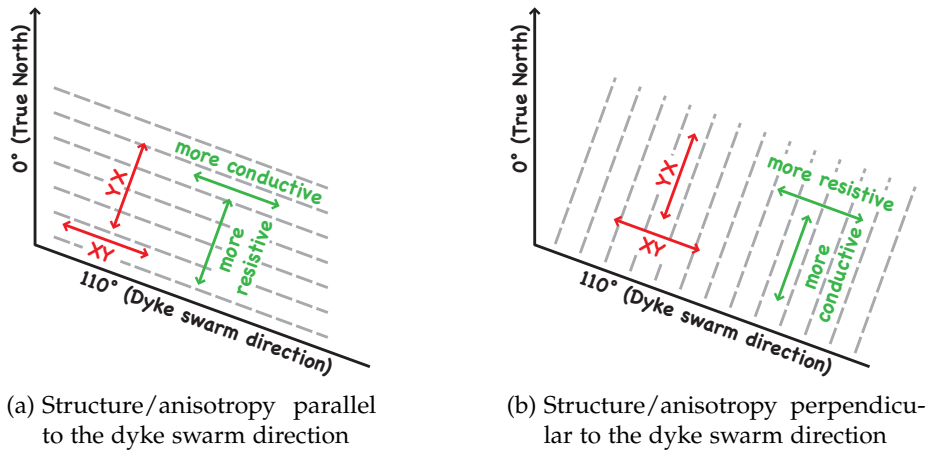 0° (True North)
more conductive
YX
XY
more
resistive
110° (Dyke swarm direction)
(a) Structure/anisotropy parallel
to the dyke swarm direction
0° (True North)
YX
more resistive
XY
more
conductive
110° (Dyke swarm direction)
(b) Structure/anisotropy perpendicu-
lar to the dyke swarm direction